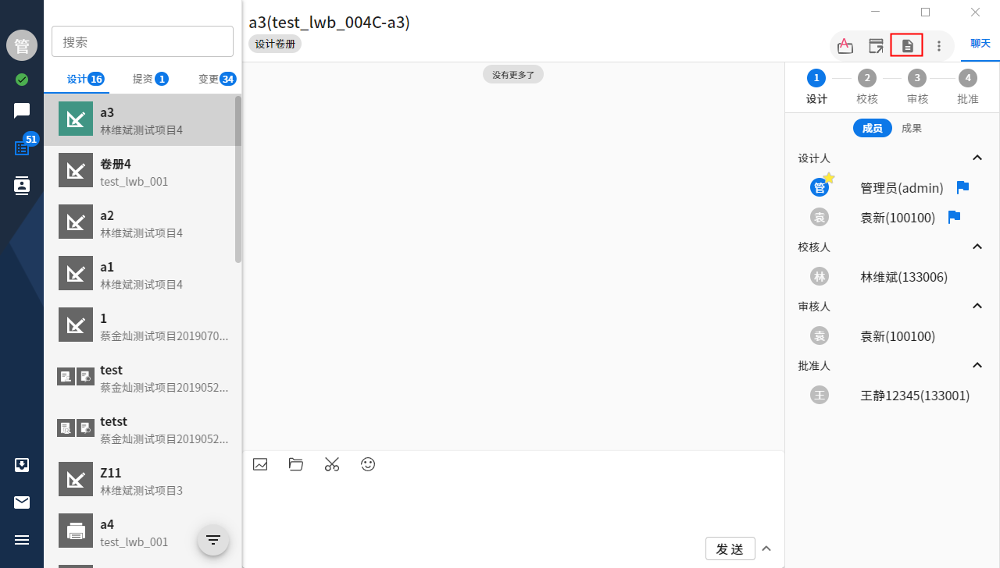 管
51
搜索
设计 16 提资 1 变更 34
a3
林维斌测试项目4
卷册4
test_lwb_001
a2
林维斌测试项目4
a1
林维斌测试项目4
1
蔡金灿测试项目2019070...
test
蔡金灿测试项目2019052...
tetst
蔡金灿测试项目2019052...
Z11
林维斌测试项目3
a4
test_lwb_001
a3(test_lwb_004C-a3)
设计卷册
聊天
没有更多了
发送
1 2 3 4
设计 校核 审核 批准
成员 成果
设计人
管 管理员(admin)
袁 袁新(100100)
校核人
林 林维斌(133006)
审核人
袁 袁新(100100)
批准人
王 王静12345(133001)